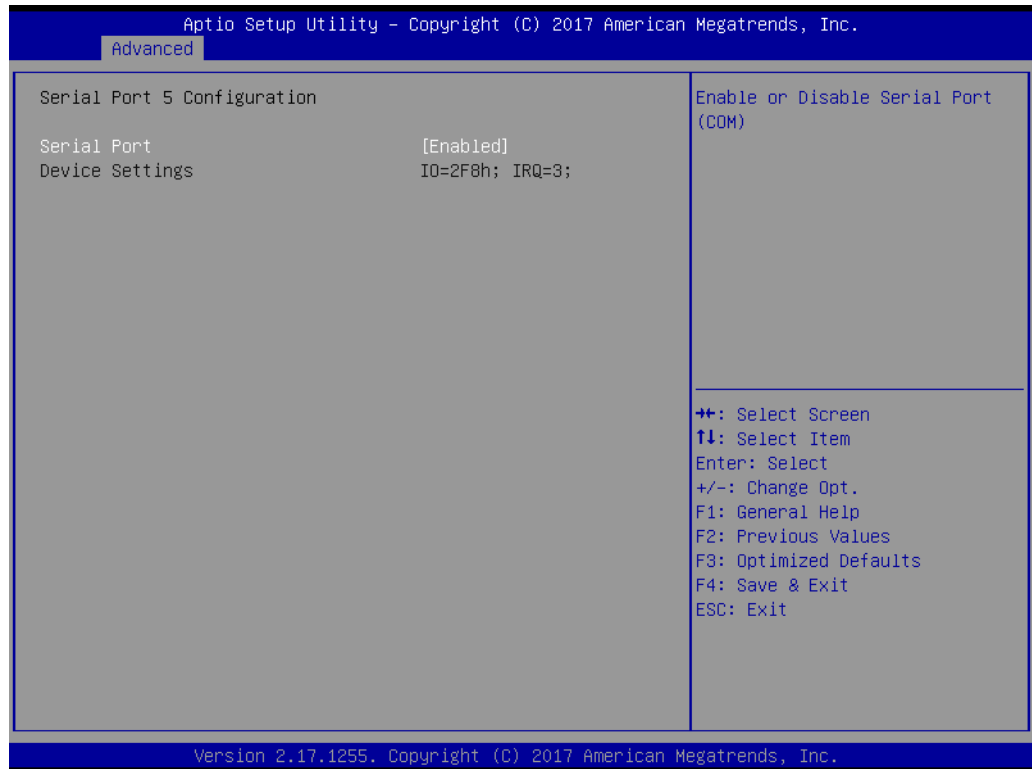 Aptio Setup Utility – Copyright (C) 2017 American Megatrends, Inc.
Advanced
Serial Port 5 Configuration
Serial Port [Enabled]
Device Settings IO=2F8h; IRQ=3;
Enable or Disable Serial Port
(COM)
→←: Select Screen
↑↓: Select Item
Enter: Select
+/-: Change Opt.
F1: General Help
F2: Previous Values
F3: Optimized Defaults
F4: Save & Exit
ESC: Exit
Version 2.17.1255. Copyright (C) 2017 American Megatrends, Inc.